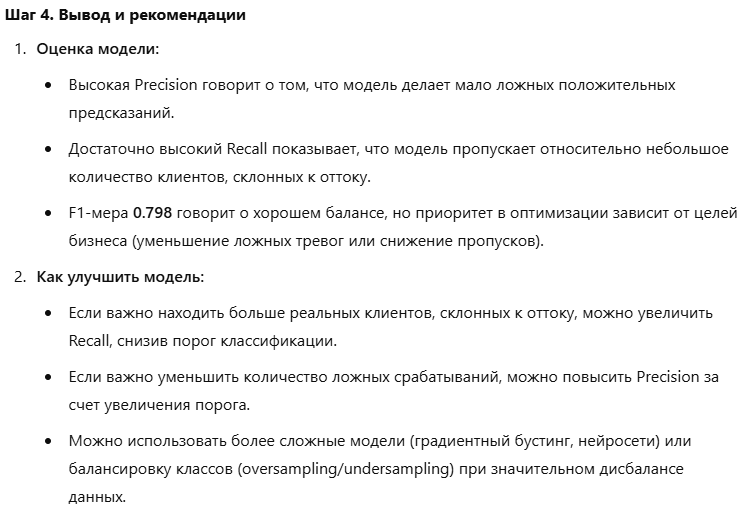 Шаг 4. Вывод и рекомендации
1. Оценка модели:
• Высокая Precision говорит о том, что модель делает мало ложных положительных
предсказаний.
• Достаточно высокий Recall показывает, что модель пропускает относительно небольшое
количество клиентов, склонных к оттоку.
• F1-мера 0.798 говорит о хорошем балансе, но приоритет в оптимизации зависит от целей
бизнеса (уменьшение ложных тревог или снижение пропусков).
2. Как улучшить модель:
• Если важно находить больше реальных клиентов, склонных к оттоку, можно увеличить
Recall, снизив порог классификации.
• Если важно уменьшить количество ложных срабатываний, можно повысить Precision за
счет увеличения порога.
• Можно использовать более сложные модели (градиентный бустинг, нейросети) или
балансировку классов (oversampling/undersampling) при значительном дисбалансе
данных.